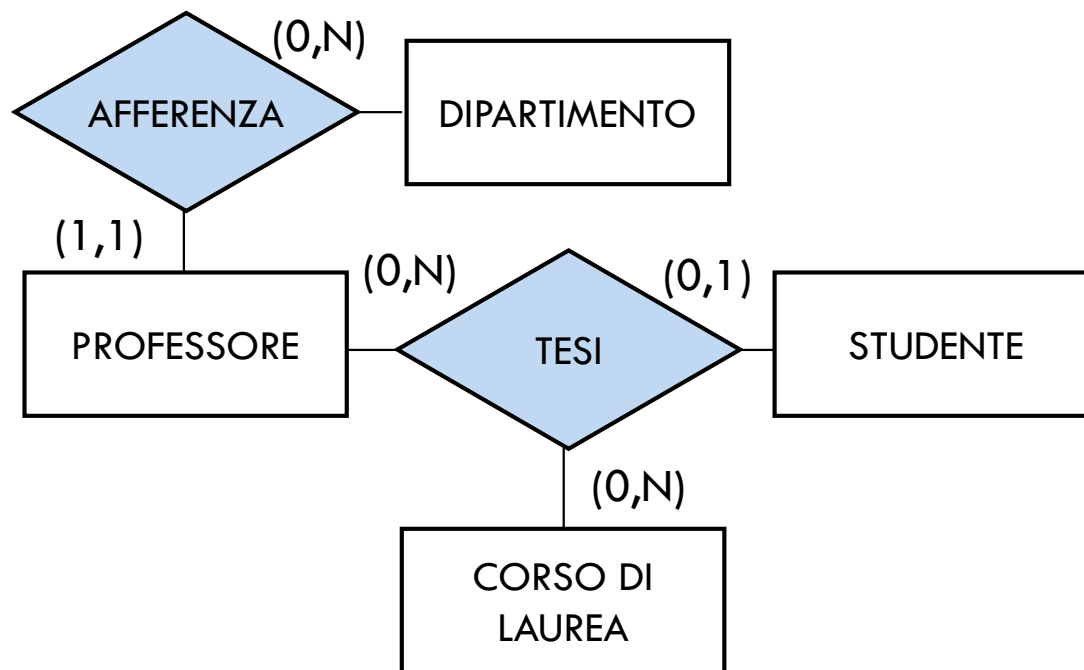 (0,N)
AFFERENZA
DIPARTIMENTO
(1,1)
(0,N)
(0,1)
PROFESSORE
TESI
STUDENTE
(0,N)
CORSO DI
LAUREA